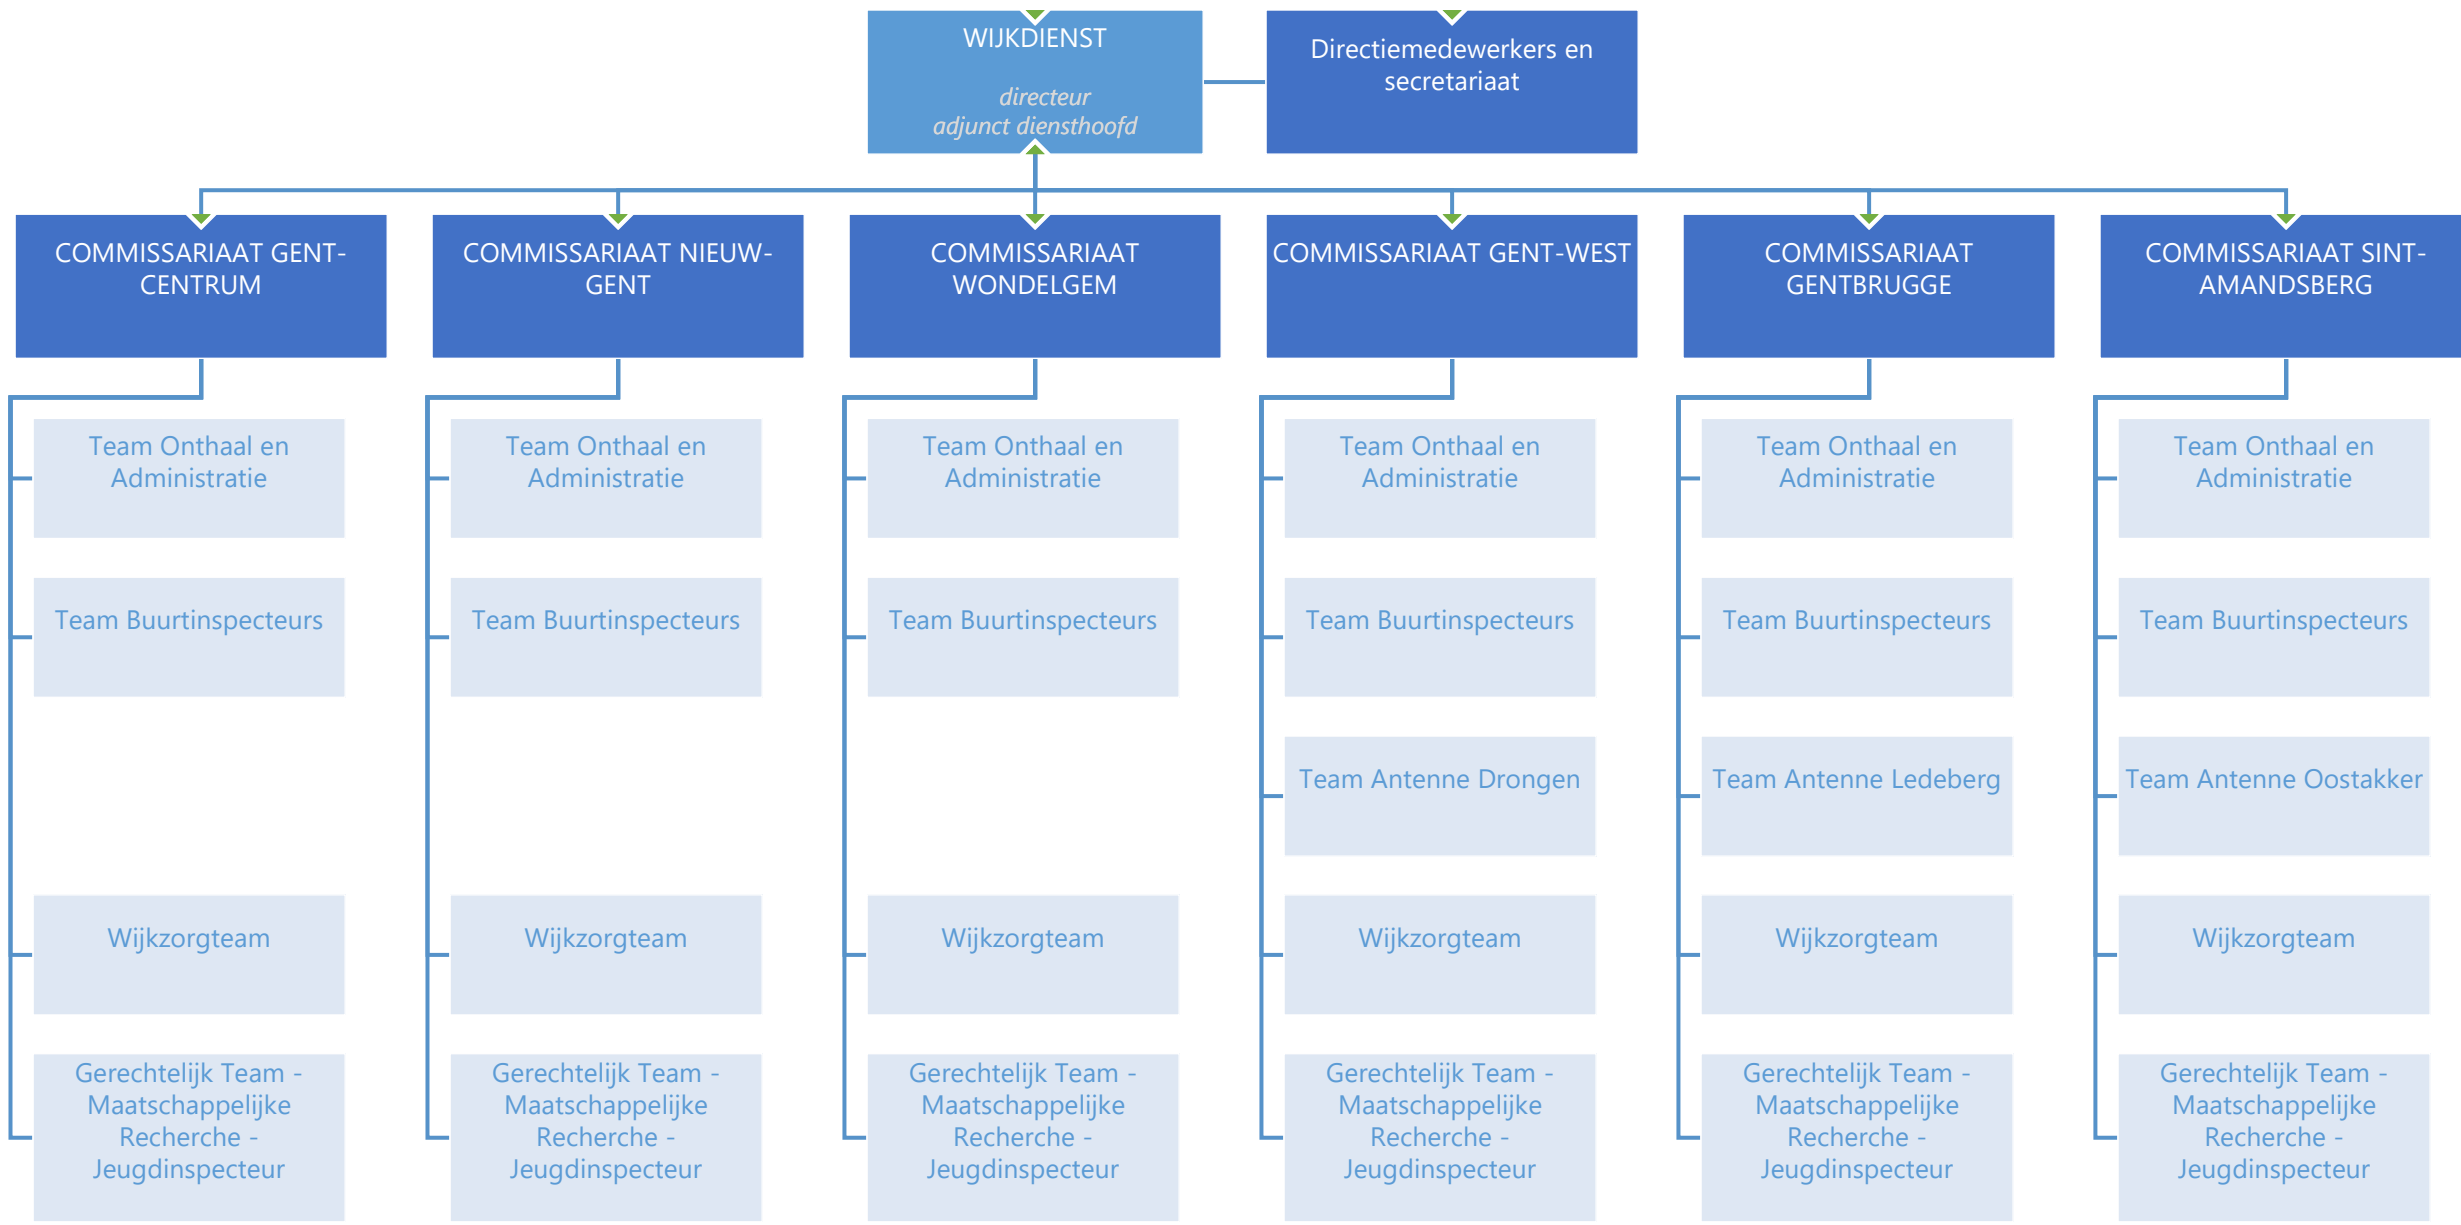 WIJKDIENST
directeur
adjunct diensthoofd
Directiemedewerkers en
secretariaat
COMMISSARIAAT GENT-
CENTRUM
COMMISSARIAAT NIEUW-
GENT
COMMISSARIAAT
WONDELGEM
COMMISSARIAAT GENT-WEST
COMMISSARIAAT
GENTBRUGGE
COMMISSARIAAT SINT-
AMANDSBERG
Team Onthaal en
Administratie
Team Onthaal en
Administratie
Team Onthaal en
Administratie
Team Onthaal en
Administratie
Team Onthaal en
Administratie
Team Onthaal en
Administratie
Team Buurtinspecteurs
Team Buurtinspecteurs
Team Buurtinspecteurs
Team Buurtinspecteurs
Team Buurtinspecteurs
Team Buurtinspecteurs
Team Antenne Drongen
Team Antenne Ledeberg
Team Antenne Oostakker
Wijkzorgteam
Wijkzorgteam
Wijkzorgteam
Wijkzorgteam
Wijkzorgteam
Wijkzorgteam
Gerechtelijk Team -
Maatschappelijke
Recherche -
Jeugdinspecteur
Gerechtelijk Team -
Maatschappelijke
Recherche -
Jeugdinspecteur
Gerechtelijk Team -
Maatschappelijke
Recherche -
Jeugdinspecteur
Gerechtelijk Team -
Maatschappelijke
Recherche -
Jeugdinspecteur
Gerechtelijk Team -
Maatschappelijke
Recherche -
Jeugdinspecteur
Gerechtelijk Team -
Maatschappelijke
Recherche -
Jeugdinspecteur